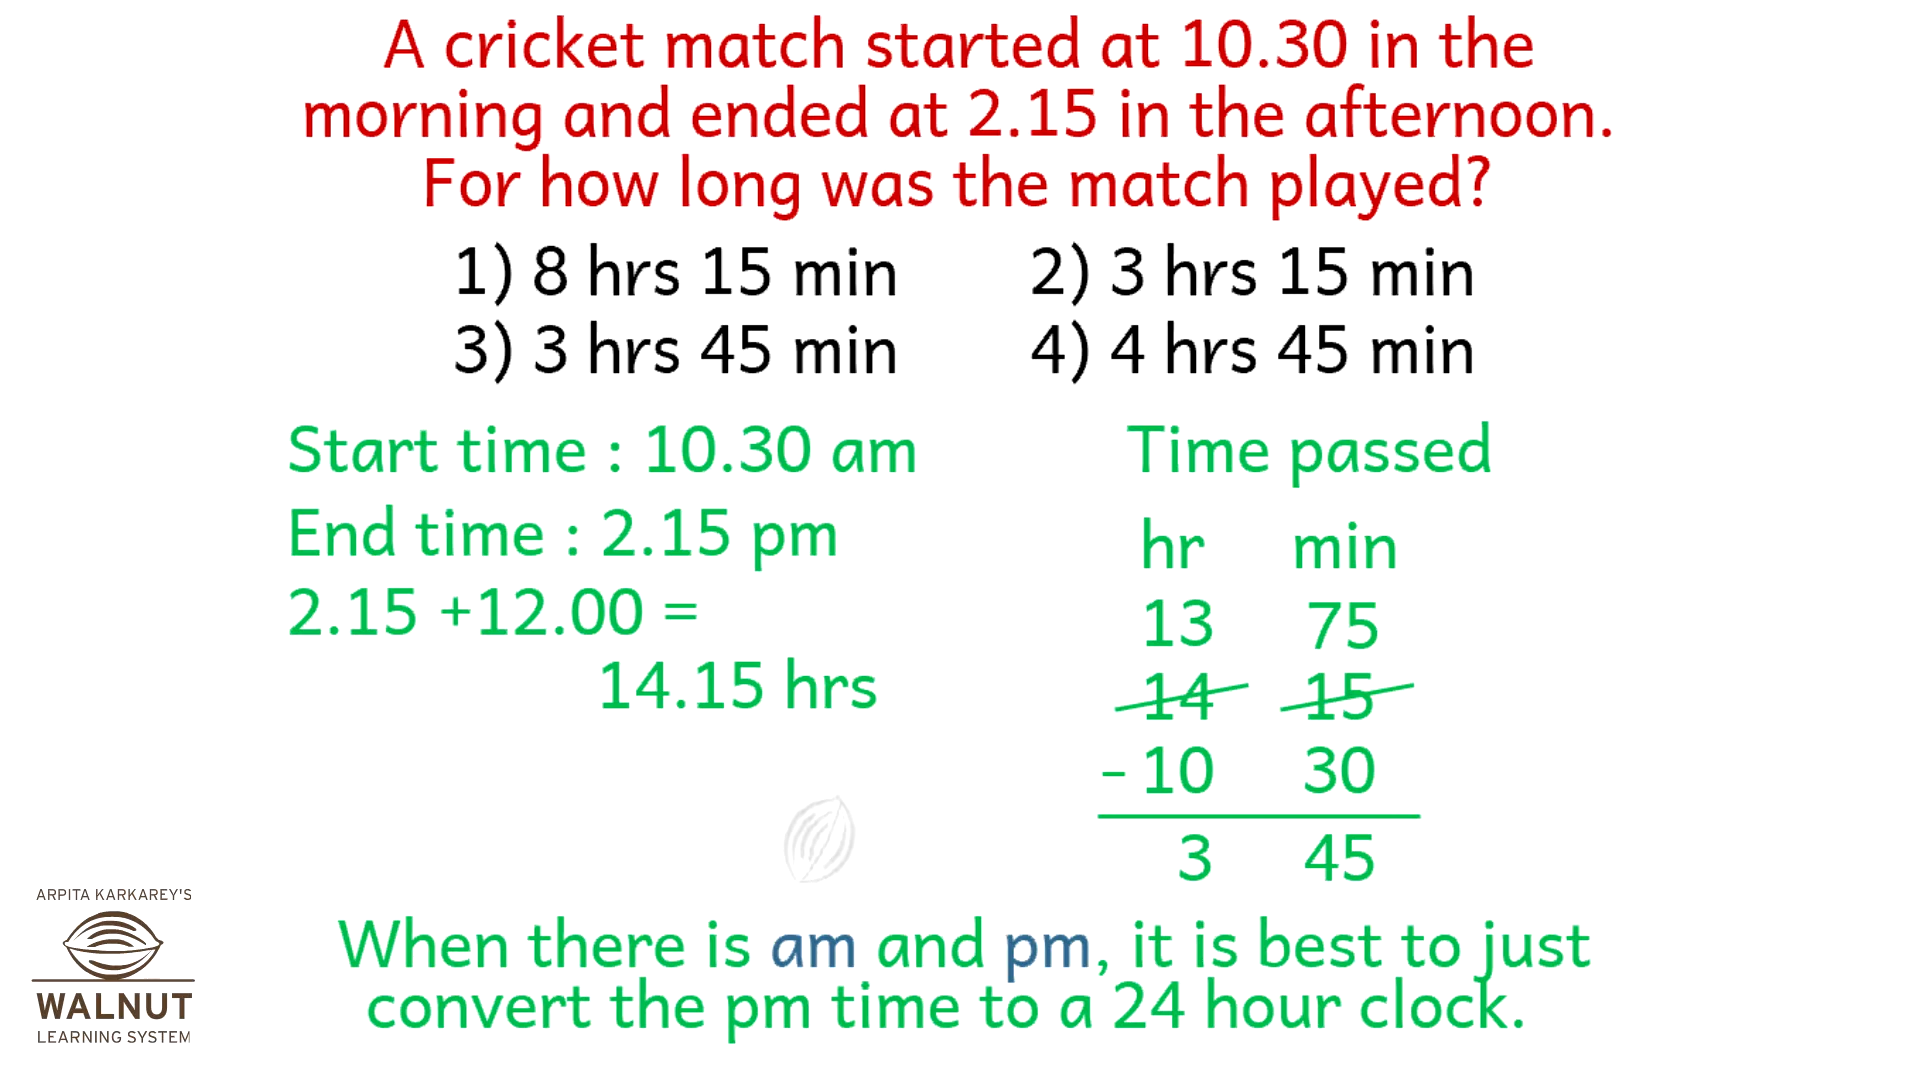 A cricket match started at 10.30 in the
morning and ended at 2.15 in the afternoon.
For how long was the match played?
1) 8 hrs 15 min 2) 3 hrs 15 min
3) 3 hrs 45 min 4) 4 hrs 45 min
Start time : 10.30 am
End time : 2.15 pm
2.15 +12.00 =
14.15 hrs
Time passed
hr min
13 75
14 15
- 10 30
3 45
When there is am and pm, it is best to just
convert the pm time to a 24 hour clock.
ARPITA KARKAREY'S
WALNUT
LEARNING SYSTEM